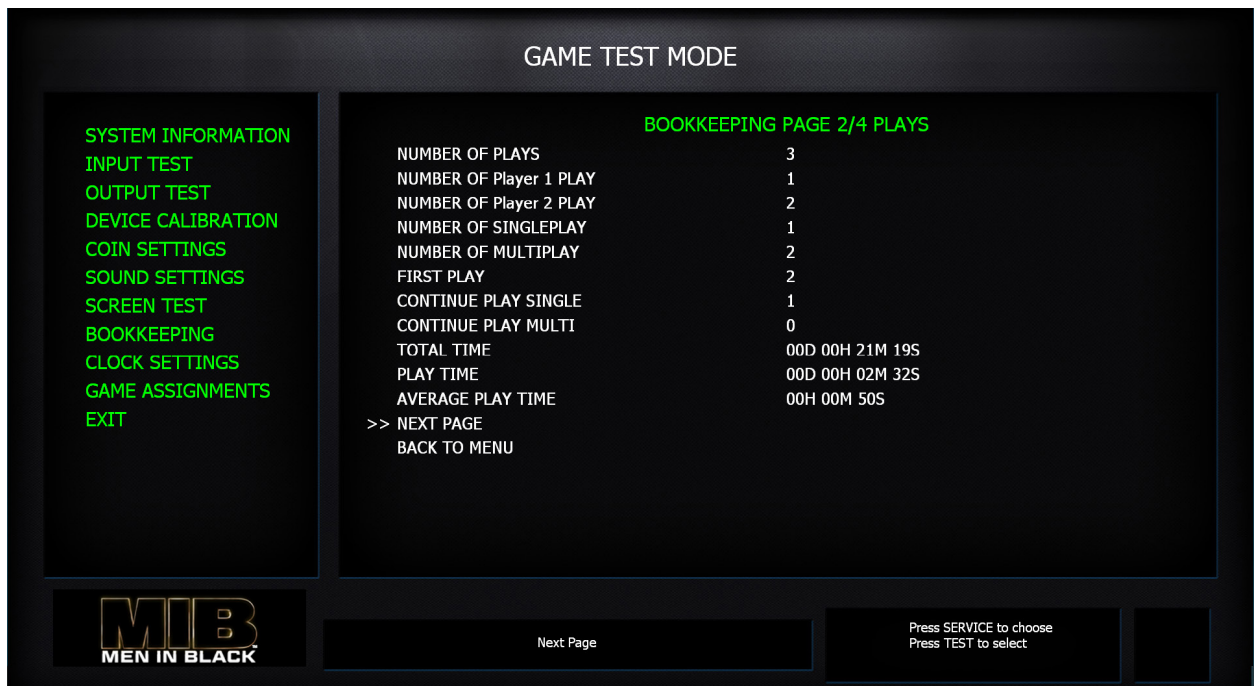 GAME TEST MODE
SYSTEM INFORMATION
INPUT TEST
OUTPUT TEST
DEVICE CALIBRATION
COIN SETTINGS
SOUND SETTINGS
SCREEN TEST
BOOKKEEPING
CLOCK SETTINGS
GAME ASSIGNMENTS
EXIT
BOOKKEEPING PAGE 2/4 PLAYS
NUMBER OF PLAYS 3
NUMBER OF Player 1 PLAY 1
NUMBER OF Player 2 PLAY 2
NUMBER OF SINGLEPLAY 1
NUMBER OF MULTIPLAY 2
FIRST PLAY 2
CONTINUE PLAY SINGLE 1
CONTINUE PLAY MULTI 0
TOTAL TIME 00D 00H 21M 19S
PLAY TIME 00D 00H 02M 32S
AVERAGE PLAY TIME 00H 00M 50S
>> NEXT PAGE
BACK TO MENU
MIB
MEN IN BLACK
Next Page
Press SERVICE to choose
Press TEST to select